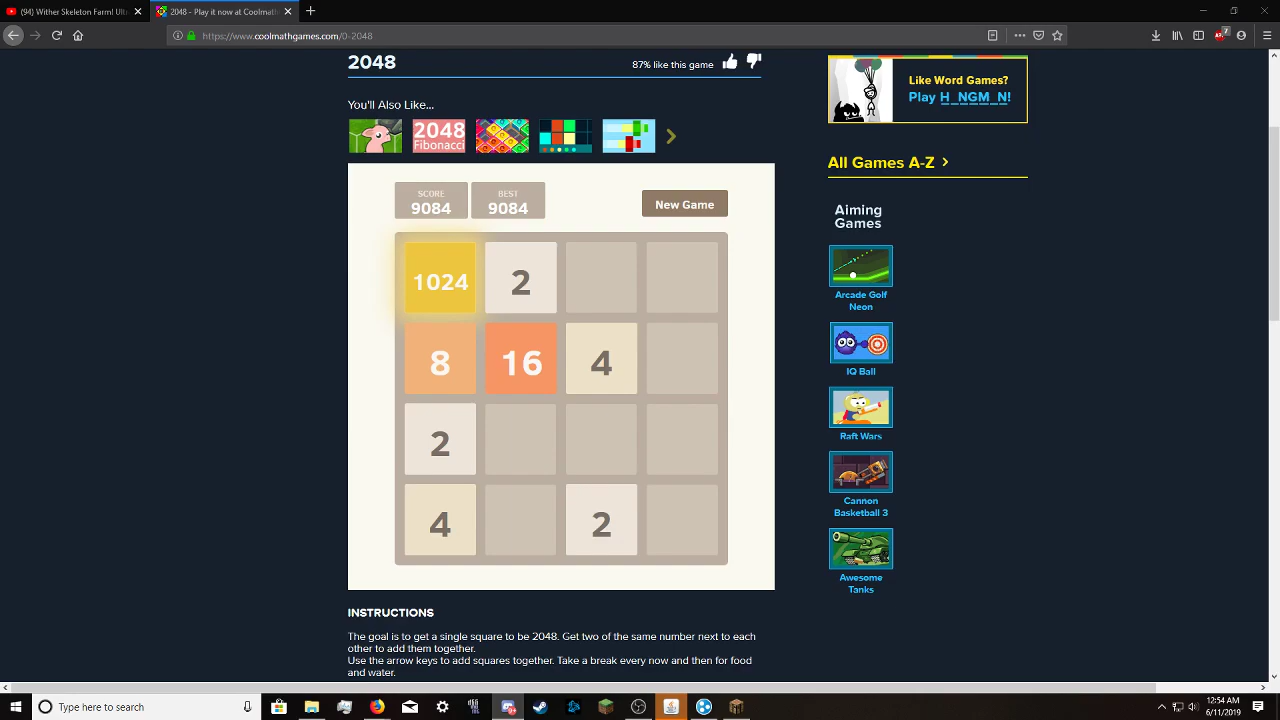 (94) Wither Skeleton Farm! Ult
2048 - Play it now at Coolmath
https://www.coolmathgames.com/0-2048
7
2048
87% like this game
You'll Also Like...
2048
Fibonacci
SCORE
9084
BEST
9084
New Game
1024 2
8 16 4
2
4 2
INSTRUCTIONS
The goal is to get a single square to be 2048. Get two of the same number next to each
other to add them together.
Use the arrow keys to add squares together. Take a break every now and then for food
and water.
Like Word Games?
Play H_NGM_N!
All Games A-Z
Aiming
Games
Arcade Golf
Neon
IQ Ball
Raft Wars
Cannon
Basketball 3
Awesome
Tanks
Type here to search
12:54 AM
6/11/2019